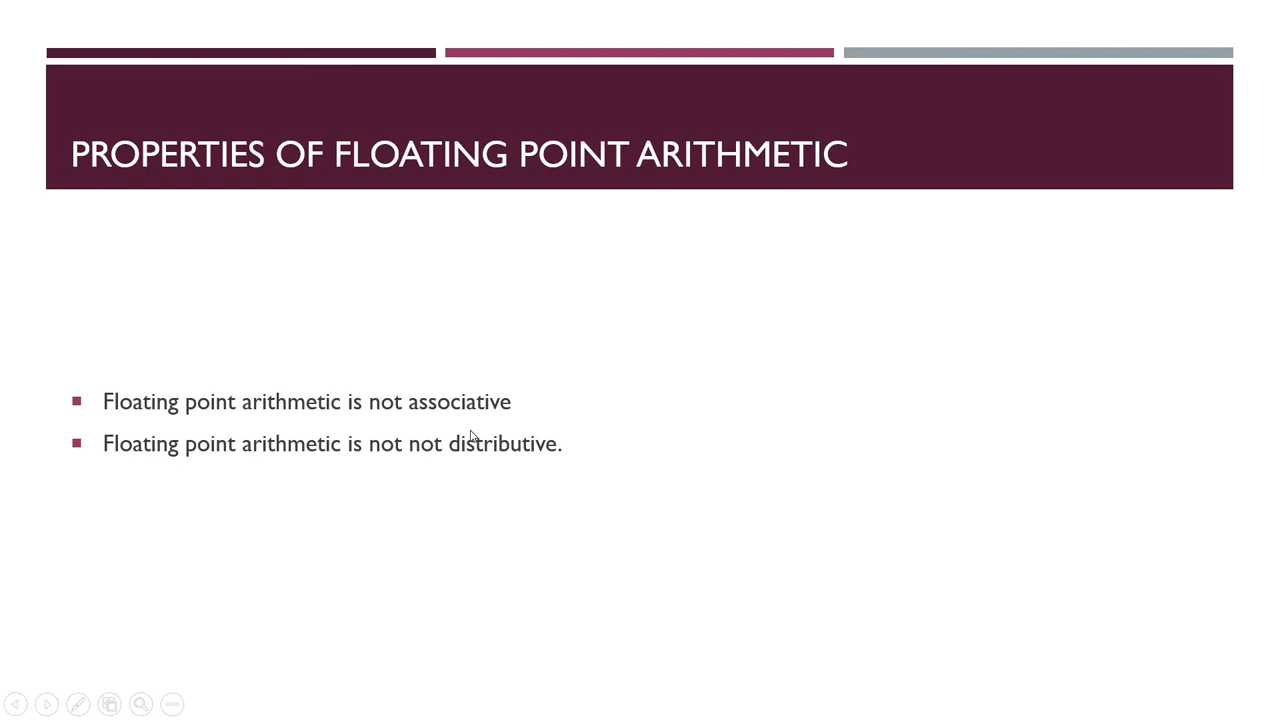 PROPERTIES OF FLOATING POINT ARITHMETIC
Floating point arithmetic is not associative
Floating point arithmetic is not not distributive.